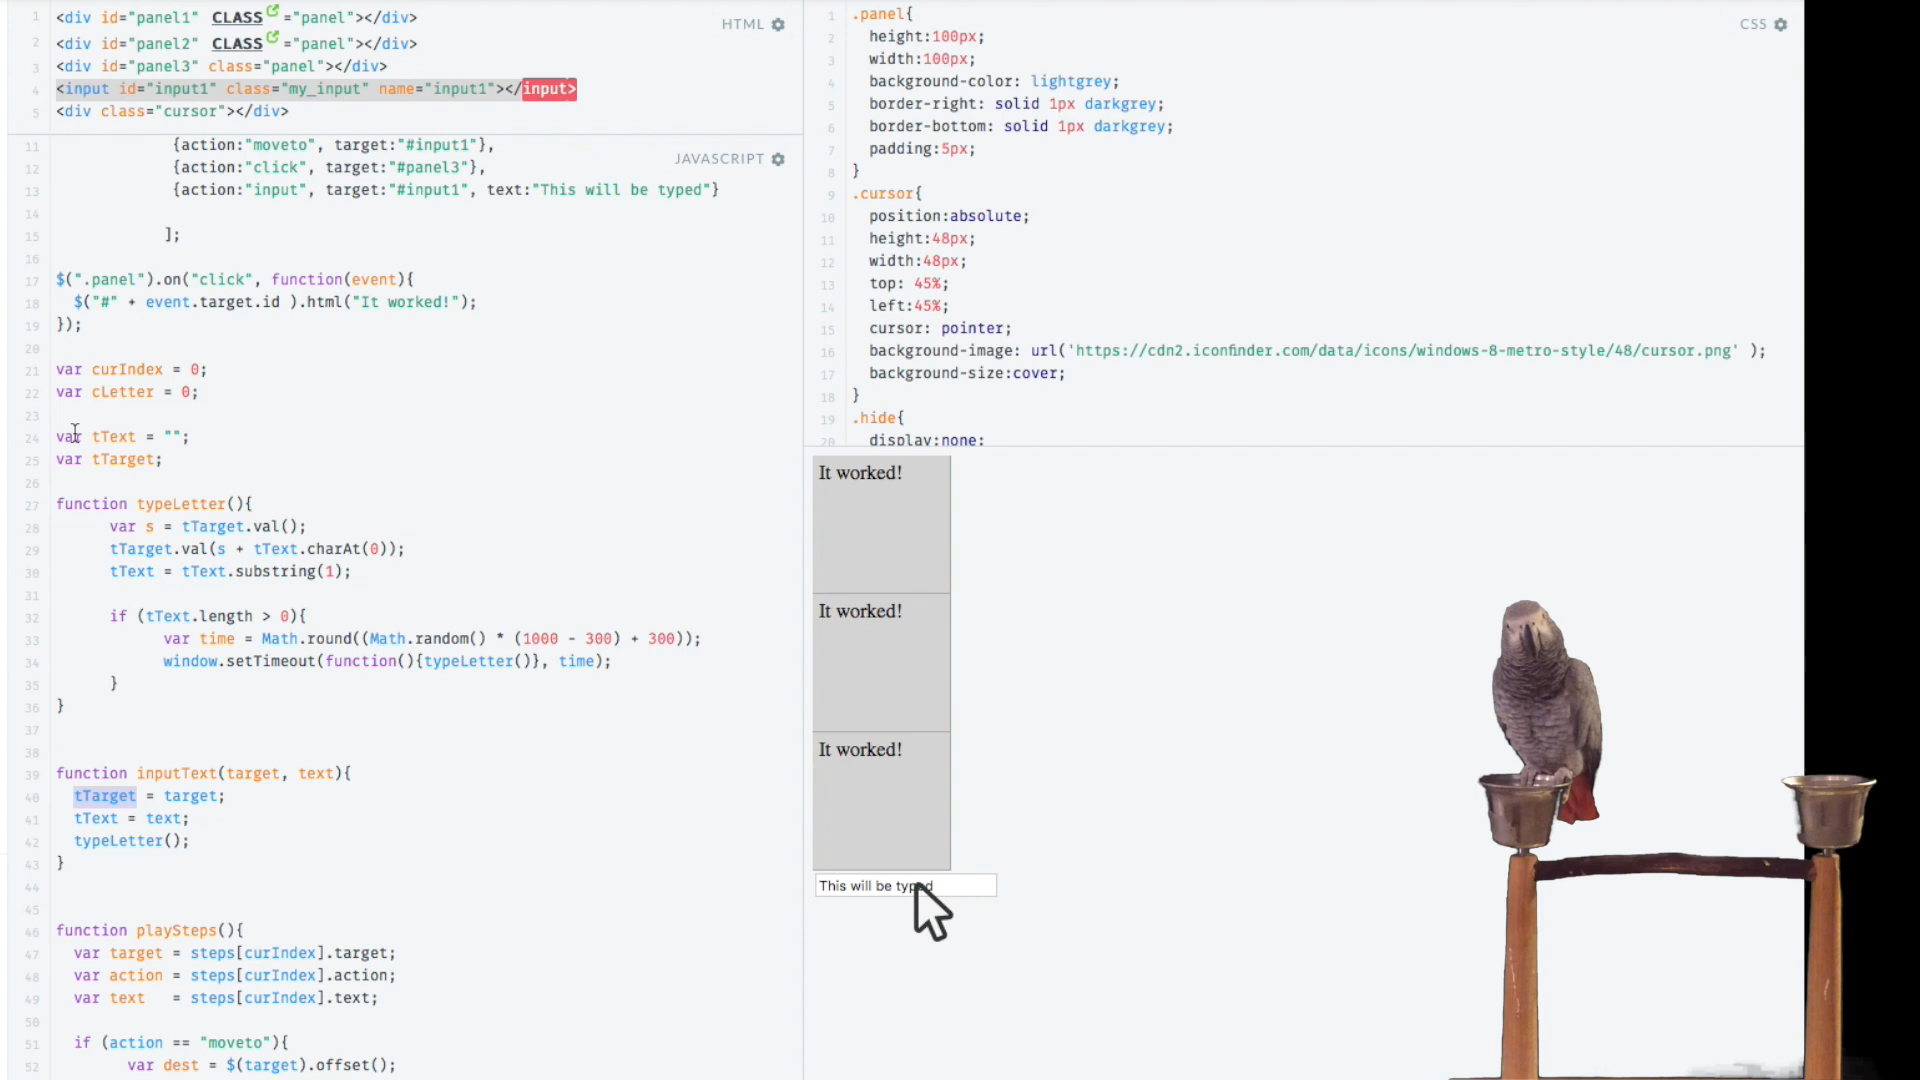 1 <div id="panel1" CLASS ="panel"></div>
2 <div id="panel2" CLASS ="panel"></div>
3 <div id="panel3" class="panel"></div>
4 <input id="input1" class="my_input" name="input1"></input>
5 <div class="cursor"></div>
HTML
11 {action:"moveto", target:"#input1"},
12 {action:"click", target:"#panel3"},
13 {action:"input", target:"#input1", text:"This will be typed"}
14
15 ];
16
17 $(".panel").on("click", function(event){
18 $("#" + event.target.id ).html("It worked!");
19 });
20
21 var curIndex = 0;
22 var cLetter = 0;
23
24 var tText = "";
25 var tTarget;
26
27 function typeLetter(){
28 var s = tTarget.val();
29 tTarget.val(s + tText.charAt(0));
30 tText = tText.substring(1);
31
32 if (tText.length > 0){
33 var time = Math.round((Math.random() * (1000 - 300) + 300));
34 window.setTimeout(function(){typeLetter()}, time);
35 }
36 }
37
38
39 function inputText(target, text){
40 tTarget = target;
41 tText = text;
42 typeLetter();
43 }
44
45
46 function playSteps(){
47 var target = steps[curIndex].target;
48 var action = steps[curIndex].action;
49 var text = steps[curIndex].text;
50
51 if (action == "moveto"){
52 var dest = $(target).offset();
JAVASCRIPT
1 .panel{
2 height:100px;
3 width:100px;
4 background-color: lightgrey;
5 border-right: solid 1px darkgrey;
6 border-bottom: solid 1px darkgrey;
7 padding:5px;
8 }
9 .cursor{
10 position:absolute;
11 height:48px;
12 width:48px;
13 top: 45%;
14 left:45%;
15 cursor: pointer;
16 background-image: url('https://cdn2.iconfinder.com/data/icons/windows-8-metro-style/48/cursor.png' );
17 background-size:cover;
18 }
19 .hide{
20 display:none;
CSS
It worked!
It worked!
It worked!
This will be typed